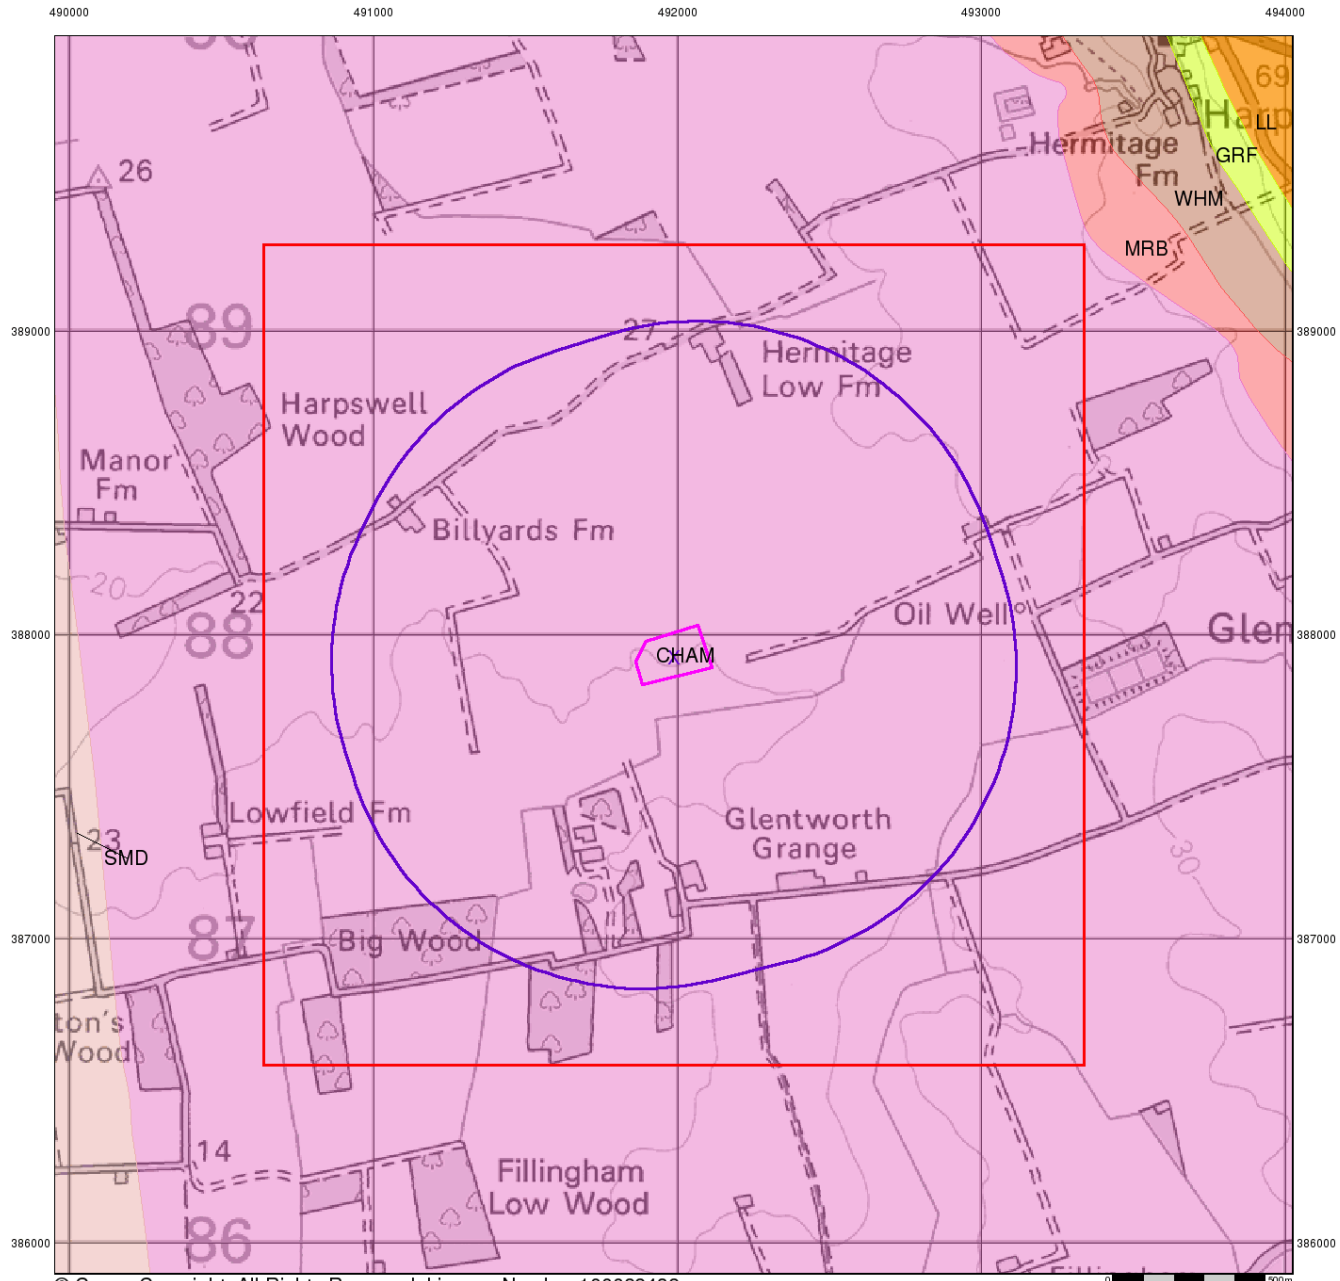 490000 491000 492000 493000 494000
69
Harp
LL
GRF
Hermitage
Fm
WHM
MRB
26
89
389000
389000
27
Hermitage
Low Fm
Harpswell
Wood
Manor
Fm
Billyards Fm
20
22
Oil Well
88
388000
388000
Glen
CHAM
Lowfield Fm
23
SMD
Glentworth
Grange
30
87
387000
387000
Big Wood
ton's
Wood
14
Fillingham
Low Wood
86
386000
386000
0
500m